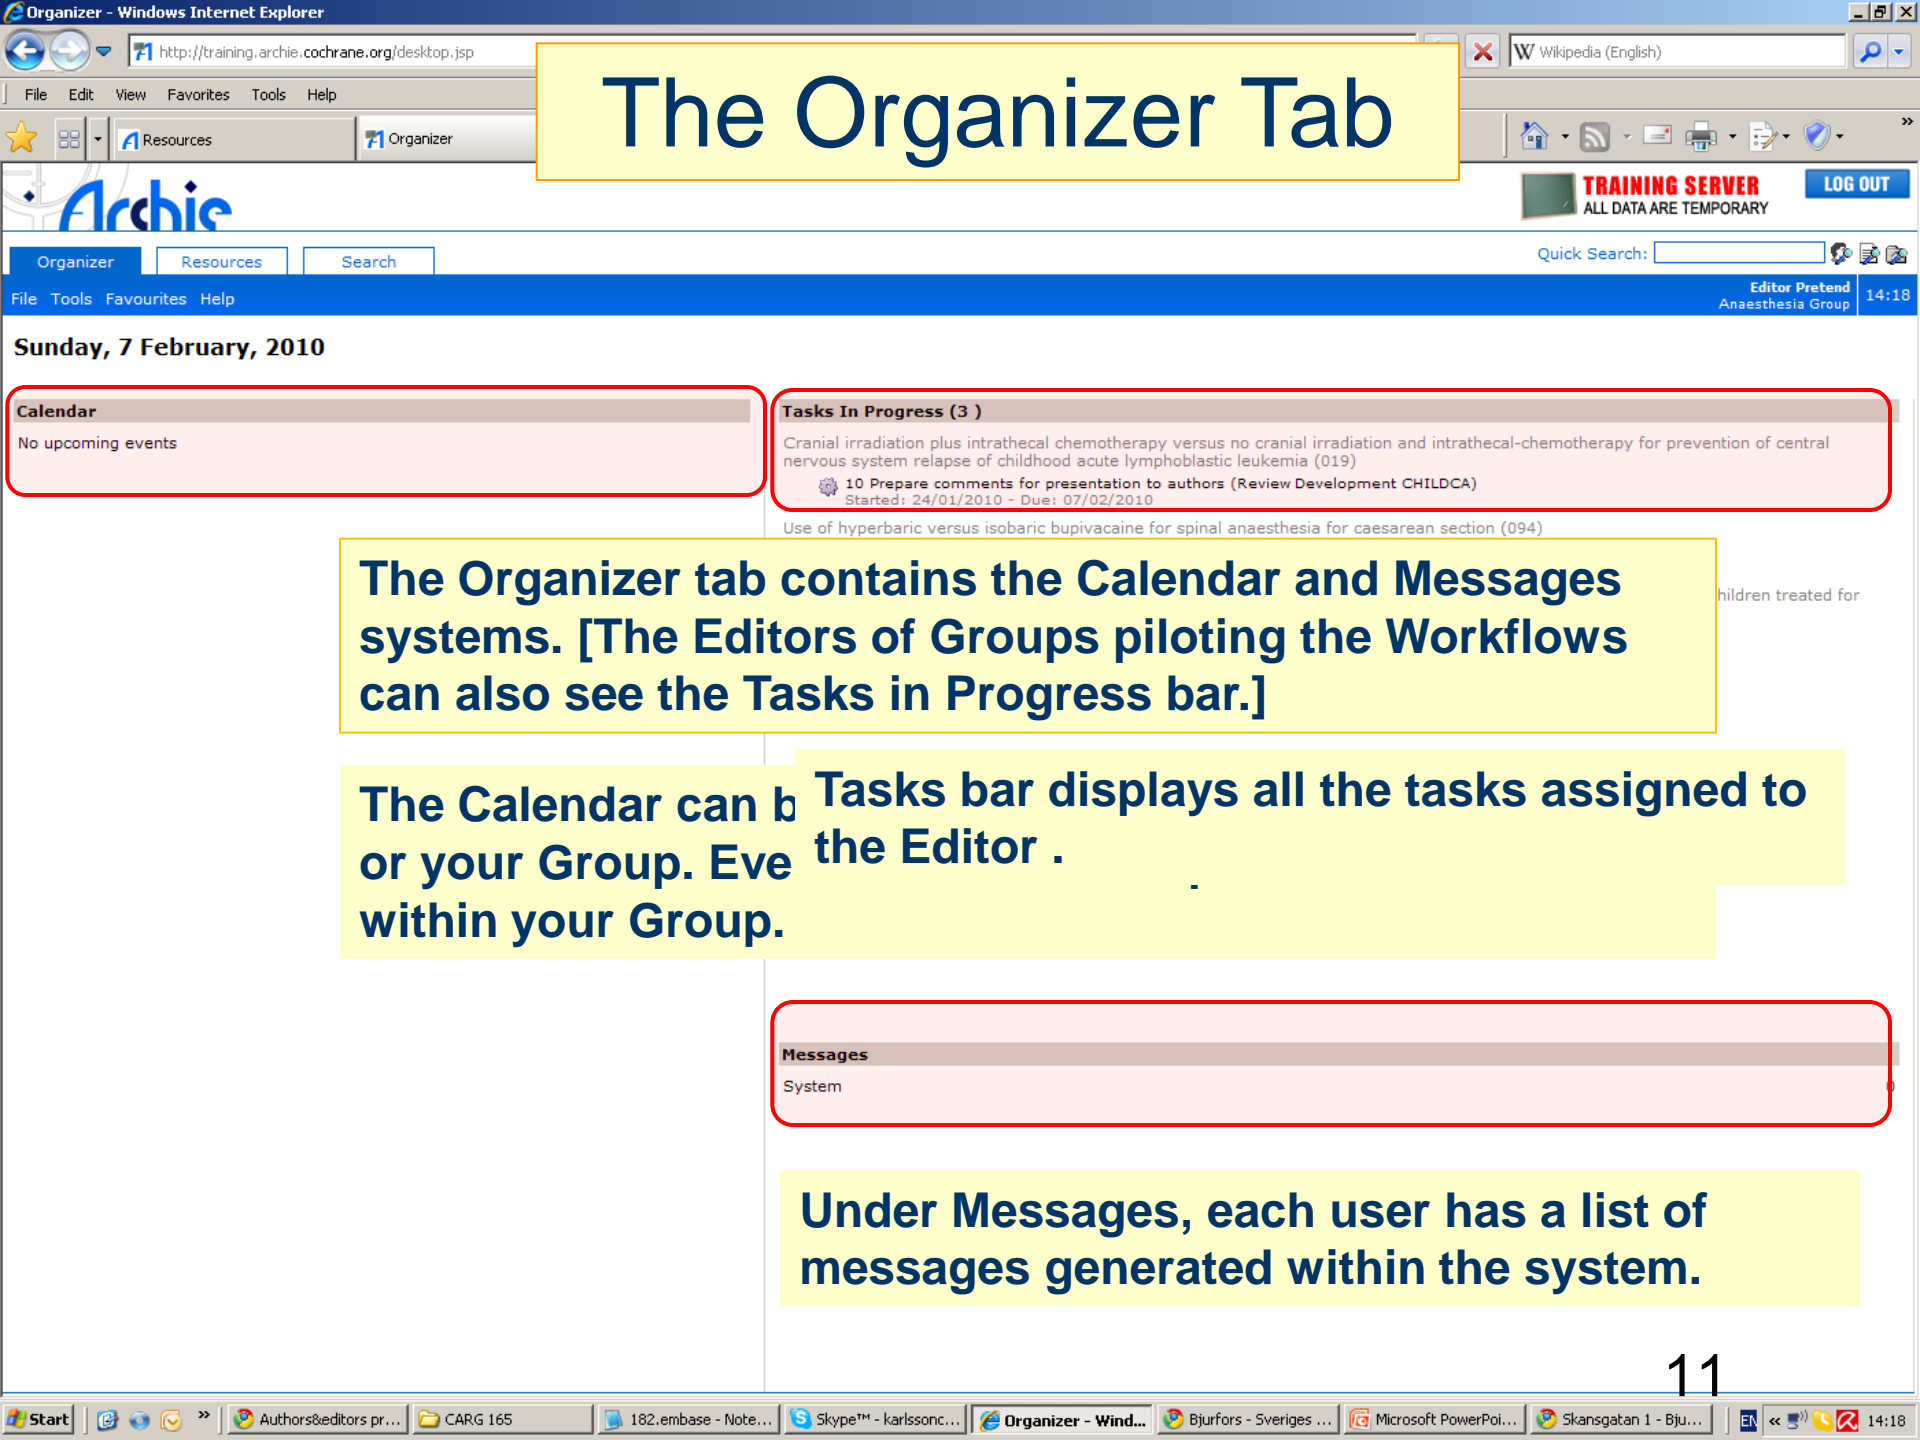 Organizer - Windows Internet Explorer
http://training.archie.cochrane.org/desktop.jsp
Wikipedia (English)
File Edit View Favorites Tools Help
The Organizer Tab
Resources
Organizer
Archie
TRAINING SERVER
ALL DATA ARE TEMPORARY
LOG OUT
Organizer Resources Search
Quick Search:
File Tools Favourites Help
Editor Pretend
Anaesthesia Group
14:18
Sunday, 7 February, 2010
Calendar
No upcoming events
Tasks In Progress (3 )
Cranial irradiation plus intrathecal chemotherapy versus no cranial irradiation and intrathecal-chemotherapy for prevention of central
nervous system relapse of childhood acute lymphoblastic leukemia (019)
10 Prepare comments for presentation to authors (Review Development CHILDCA)
Started: 24/01/2010 - Due: 07/02/2010
Use of hyperbaric versus isobaric bupivacaine for spinal anaesthesia for caesarean section (094)
hildren treated for
The Organizer tab contains the Calendar and Messages
systems. [The Editors of Groups piloting the Workflows
can also see the Tasks in Progress bar.]
The Calendar can b
or your Group. Eve
within your Group.
Tasks bar displays all the tasks assigned to
the Editor .
Messages
System
Under Messages, each user has a list of
messages generated within the system.
11
Start
Authors&editors pr...
CARG 165
182.embase - Note...
Skype™ - karlssonc...
Organizer - Wind...
Bjurfors - Sveriges ...
Microsoft PowerPoi...
Skansgatan 1 - Bju...
EN
14:18